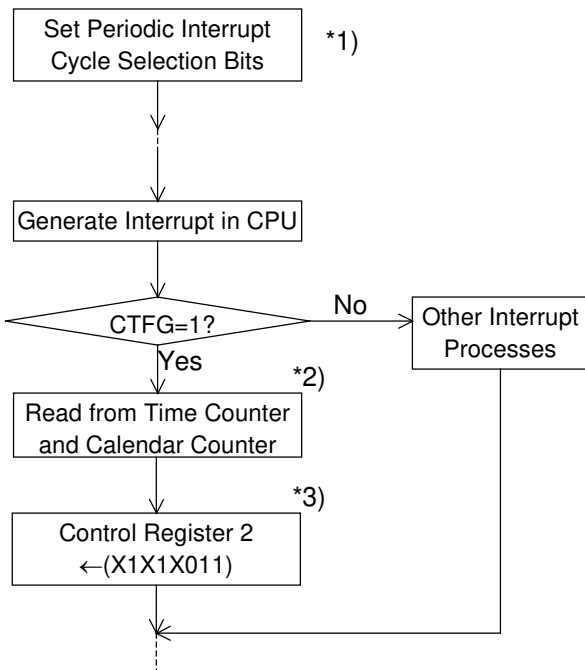 Set Periodic Interrupt
Cycle Selection Bits
*1)
Generate Interrupt in CPU
CTFG=1?
No
Other Interrupt
Processes
Yes
*2)
Read from Time Counter
and Calendar Counter
*3)
Control Register 2
←(X1X1X011)